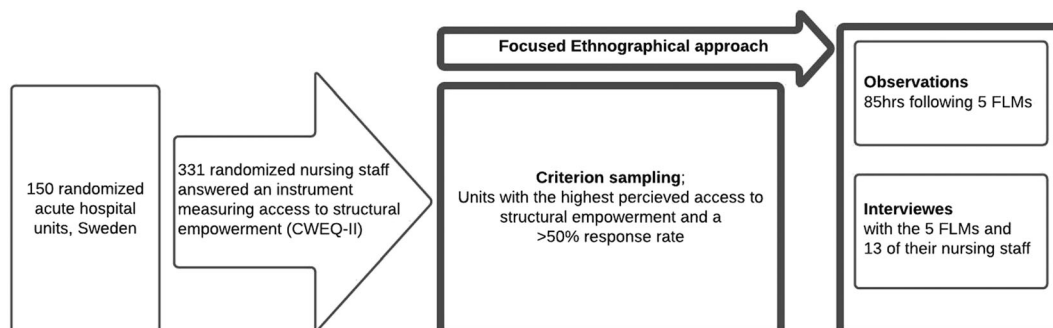 150 randomized
acute hospital
units, Sweden
331 randomized nursing staff
answered an instrument
measuring access to structural
empowerment (CWEQ-II)
Focused Ethnographical approach
Criterion sampling;
Units with the highest percieved access to
structural empowerment and a
>50% response rate
Observations
85hrs following 5 FLMs
Interviewes
with the 5 FLMs and
13 of their nursing staff